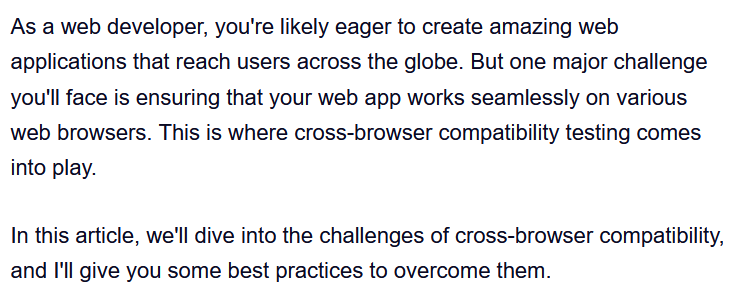 As a web developer, you're likely eager to create amazing web
applications that reach users across the globe. But one major challenge
you'll face is ensuring that your web app works seamlessly on various
web browsers. This is where cross-browser compatibility testing comes
into play.
In this article, we'll dive into the challenges of cross-browser compatibility,
and I'll give you some best practices to overcome them.